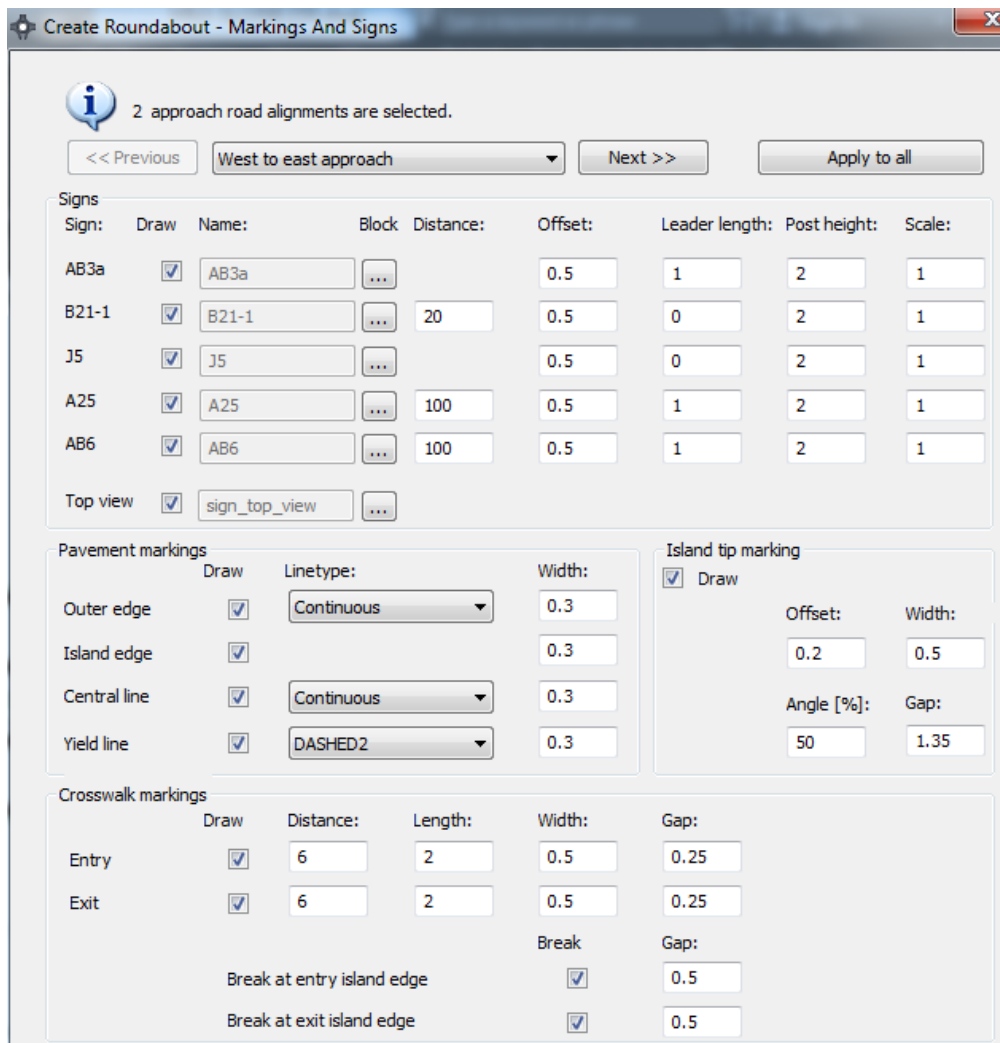 Create Roundabout - Markings And Signs
X
2 approach road alignments are selected.
<< Previous West to east approach Next >> Apply to all
Signs
Sign: Draw Name: Block Distance: Offset: Leader length: Post height: Scale:
AB3a AB3a ... 0.5 1 2 1
B21-1 B21-1 ... 20 0.5 0 2 1
J5 J5 ... 0.5 0 2 1
A25 A25 ... 100 0.5 1 2 1
AB6 AB6 ... 100 0.5 1 2 1
Top view sign_top_view ...
Pavement markings
Draw Linetype: Width:
Outer edge Continuous 0.3
Island edge 0.3
Central line Continuous 0.3
Yield line DASHED2 0.3
Island tip marking
Draw
Offset: Width:
0.2 0.5
Angle [%]: Gap:
50 1.35
Crosswalk markings
Draw Distance: Length: Width: Gap:
Entry 6 2 0.5 0.25
Exit 6 2 0.5 0.25
Break Gap:
Break at entry island edge 0.5
Break at exit island edge 0.5